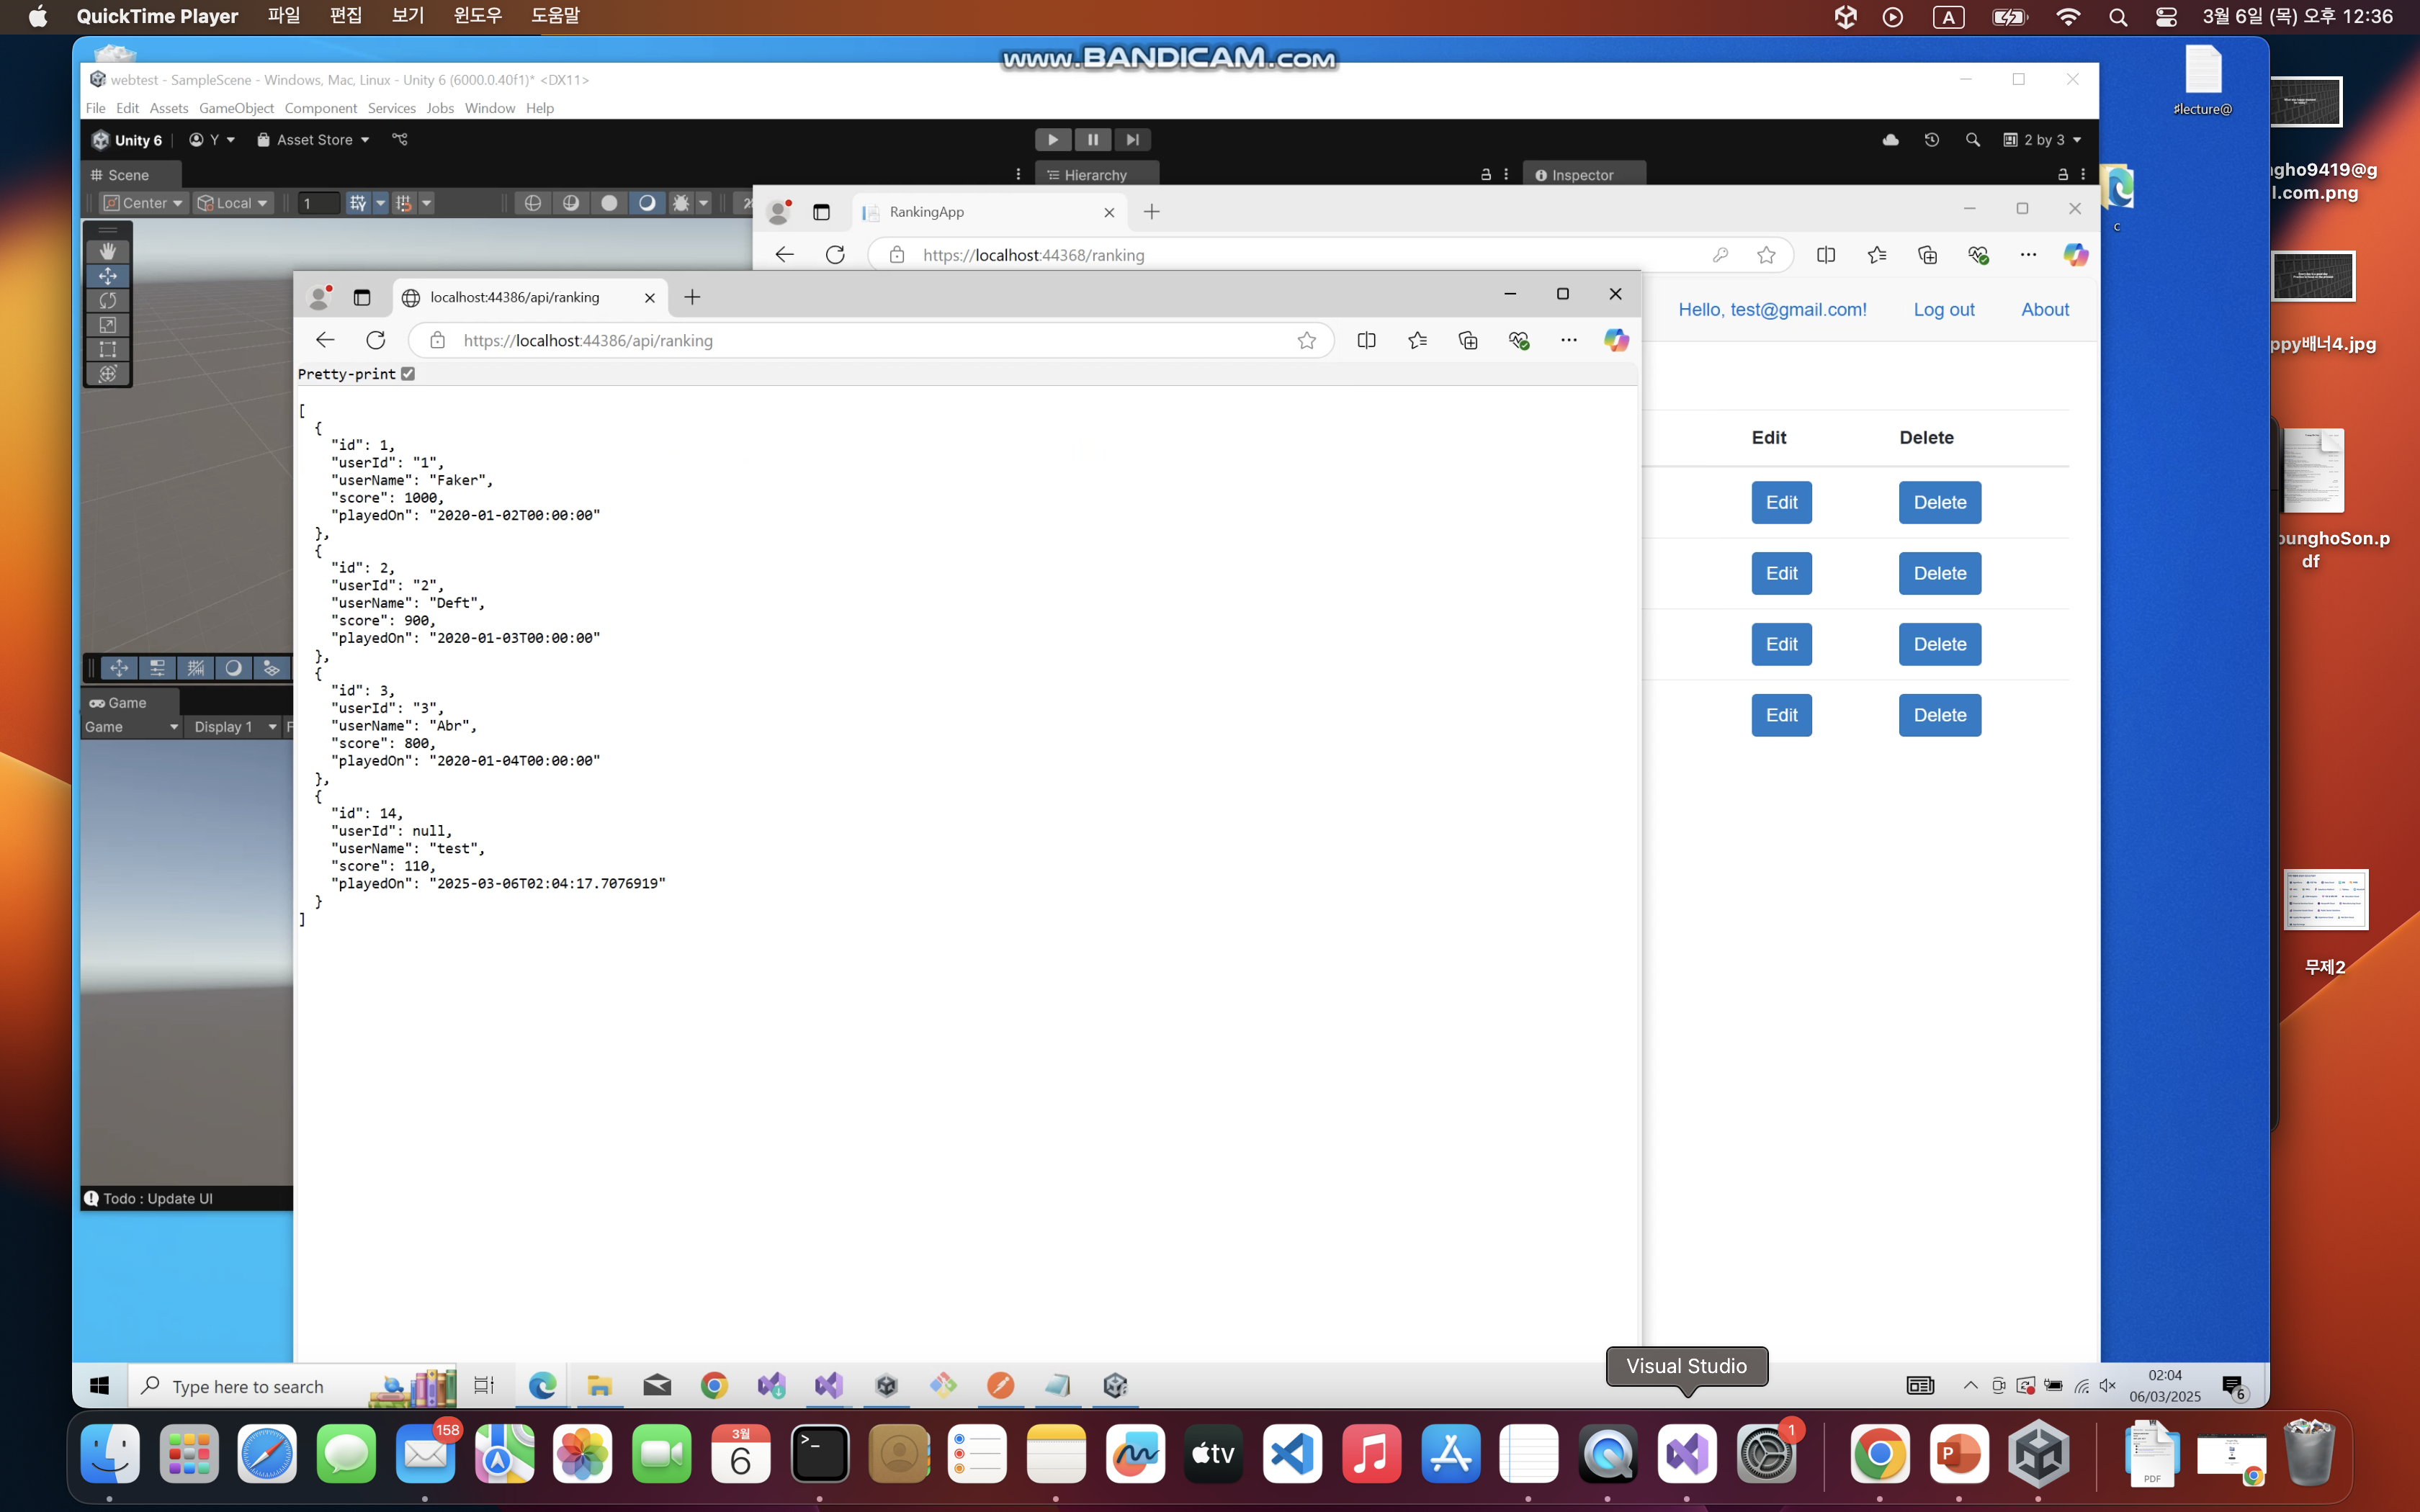 QuickTime Player 파일 편집 보기 윈도우 도움말 A 3월 6일 (목) 오후 12:36
www.BANDICAM.com
webtest - SampleScene - Windows, Mac, Linux - Unity 6 (6000.0.40f1)* <DX11>
File Edit Assets GameObject Component Services Jobs Window Help
Unity 6 Y Asset Store 2 by 3
Scene Hierarchy Inspector
Center Local 1
RankingApp
https://localhost:44368/ranking
localhost:44386/api/ranking
https://localhost:44386/api/ranking
Hello, test@gmail.com! Log out About
Pretty-print
[
{
"id": 1,
"userId": "1",
"userName": "Faker",
"score": 1000,
"playedOn": "2020-01-02T00:00:00"
},
{
"id": 2,
"userId": "2",
"userName": "Deft",
"score": 900,
"playedOn": "2020-01-03T00:00:00"
},
{
"id": 3,
"userId": "3",
"userName": "Abr",
"score": 800,
"playedOn": "2020-01-04T00:00:00"
},
{
"id": 14,
"userId": null,
"userName": "test",
"score": 110,
"playedOn": "2025-03-06T02:04:17.7076919"
}
]
Edit Delete
Edit Delete
Edit Delete
Edit Delete
Edit Delete
Game
Game Display 1 F
Todo : Update UI
#lecture@
c
gho9419@g
l.com.png
ppy배너4.jpg
ounghoSon.p
df
무제2
Visual Studio
Type here to search
02:04
06/03/2025
6
158
3월
6
tv
1
P
PDF